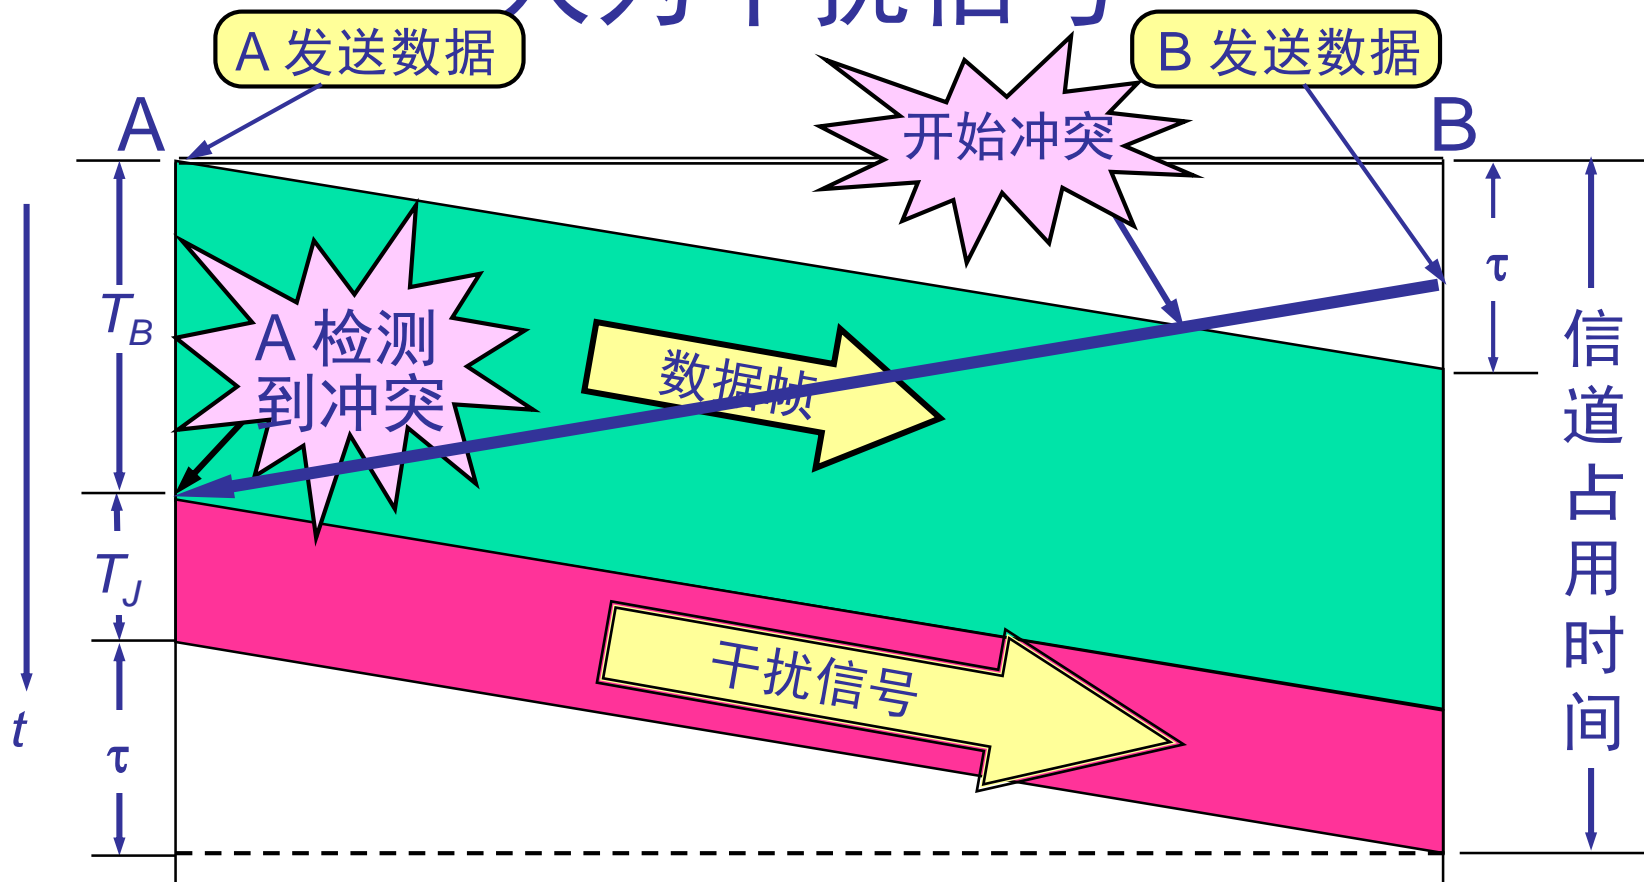 A 发送数据
B 发送数据
A
B
开始冲突
τ
T_B
A 检测
到冲突
数据帧
信道占用时间
T_J
干扰信号
t
τ